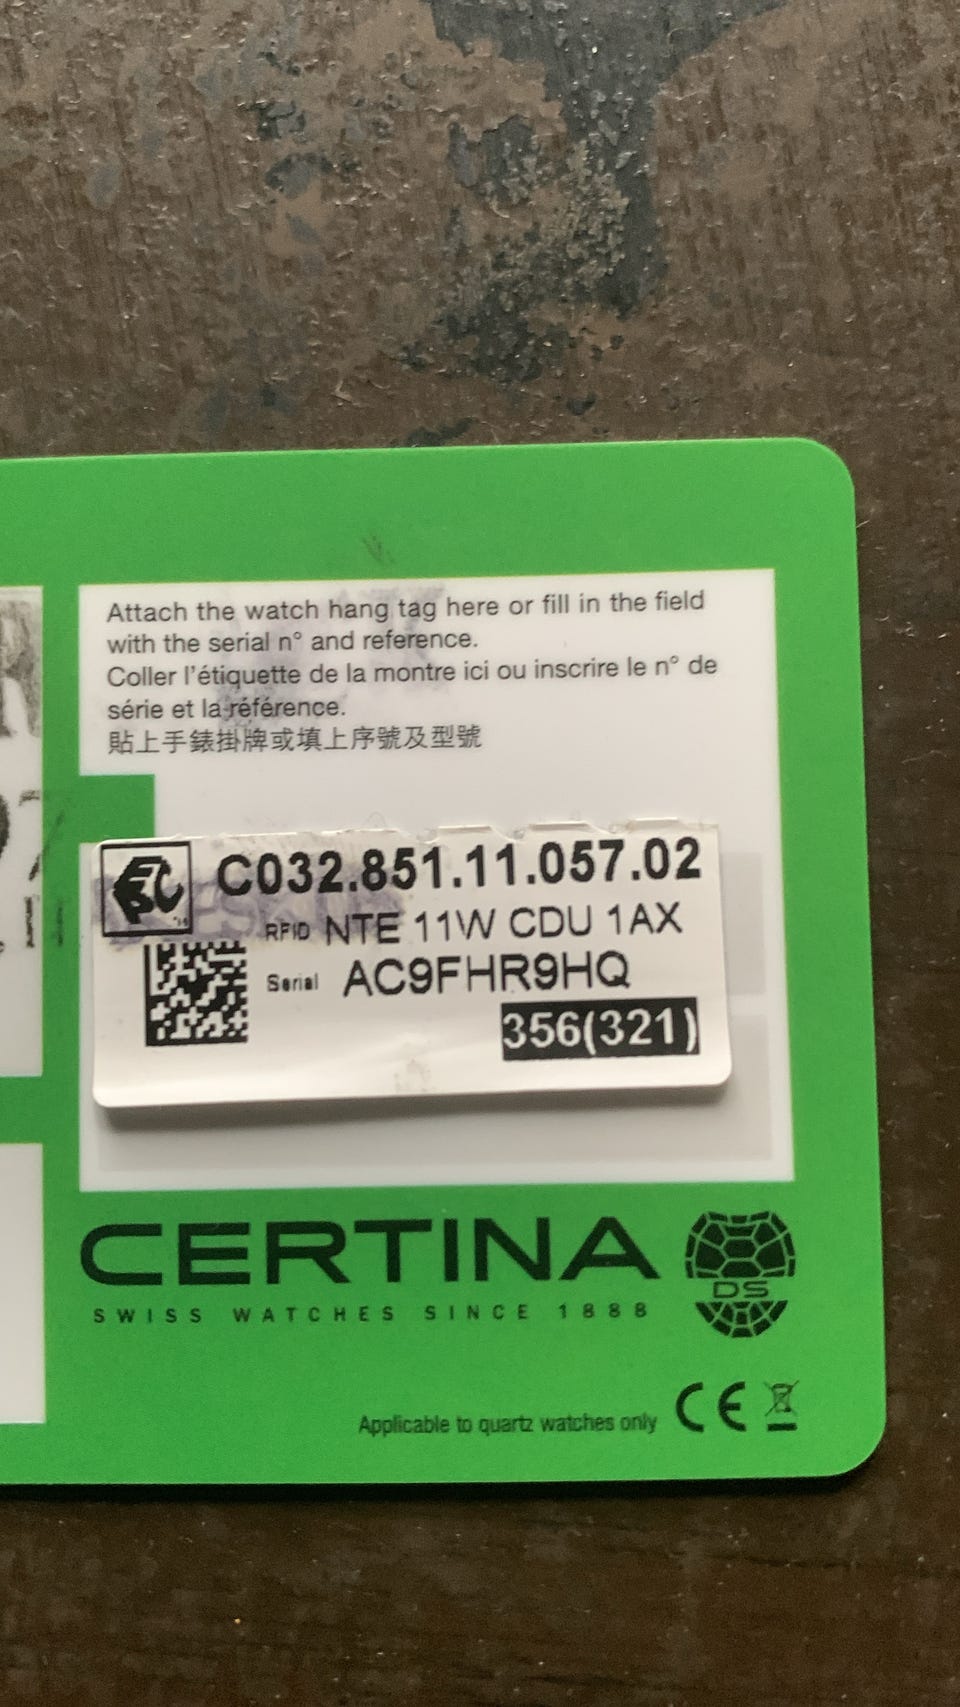 Attach the watch hang tag here or fill in the field
with the serial n° and reference.
Coller l'étiquette de la montre ici ou inscrire le n° de
série et la référence.
貼上手錶掛牌或填上序號及型號
C032.851.11.057.02
RFID NTE 11W CDU 1AX
Serial AC9FHR9HQ
356(321)
CERTINA
DS
SWISS WATCHES SINCE 1888
Applicable to quartz watches only CE